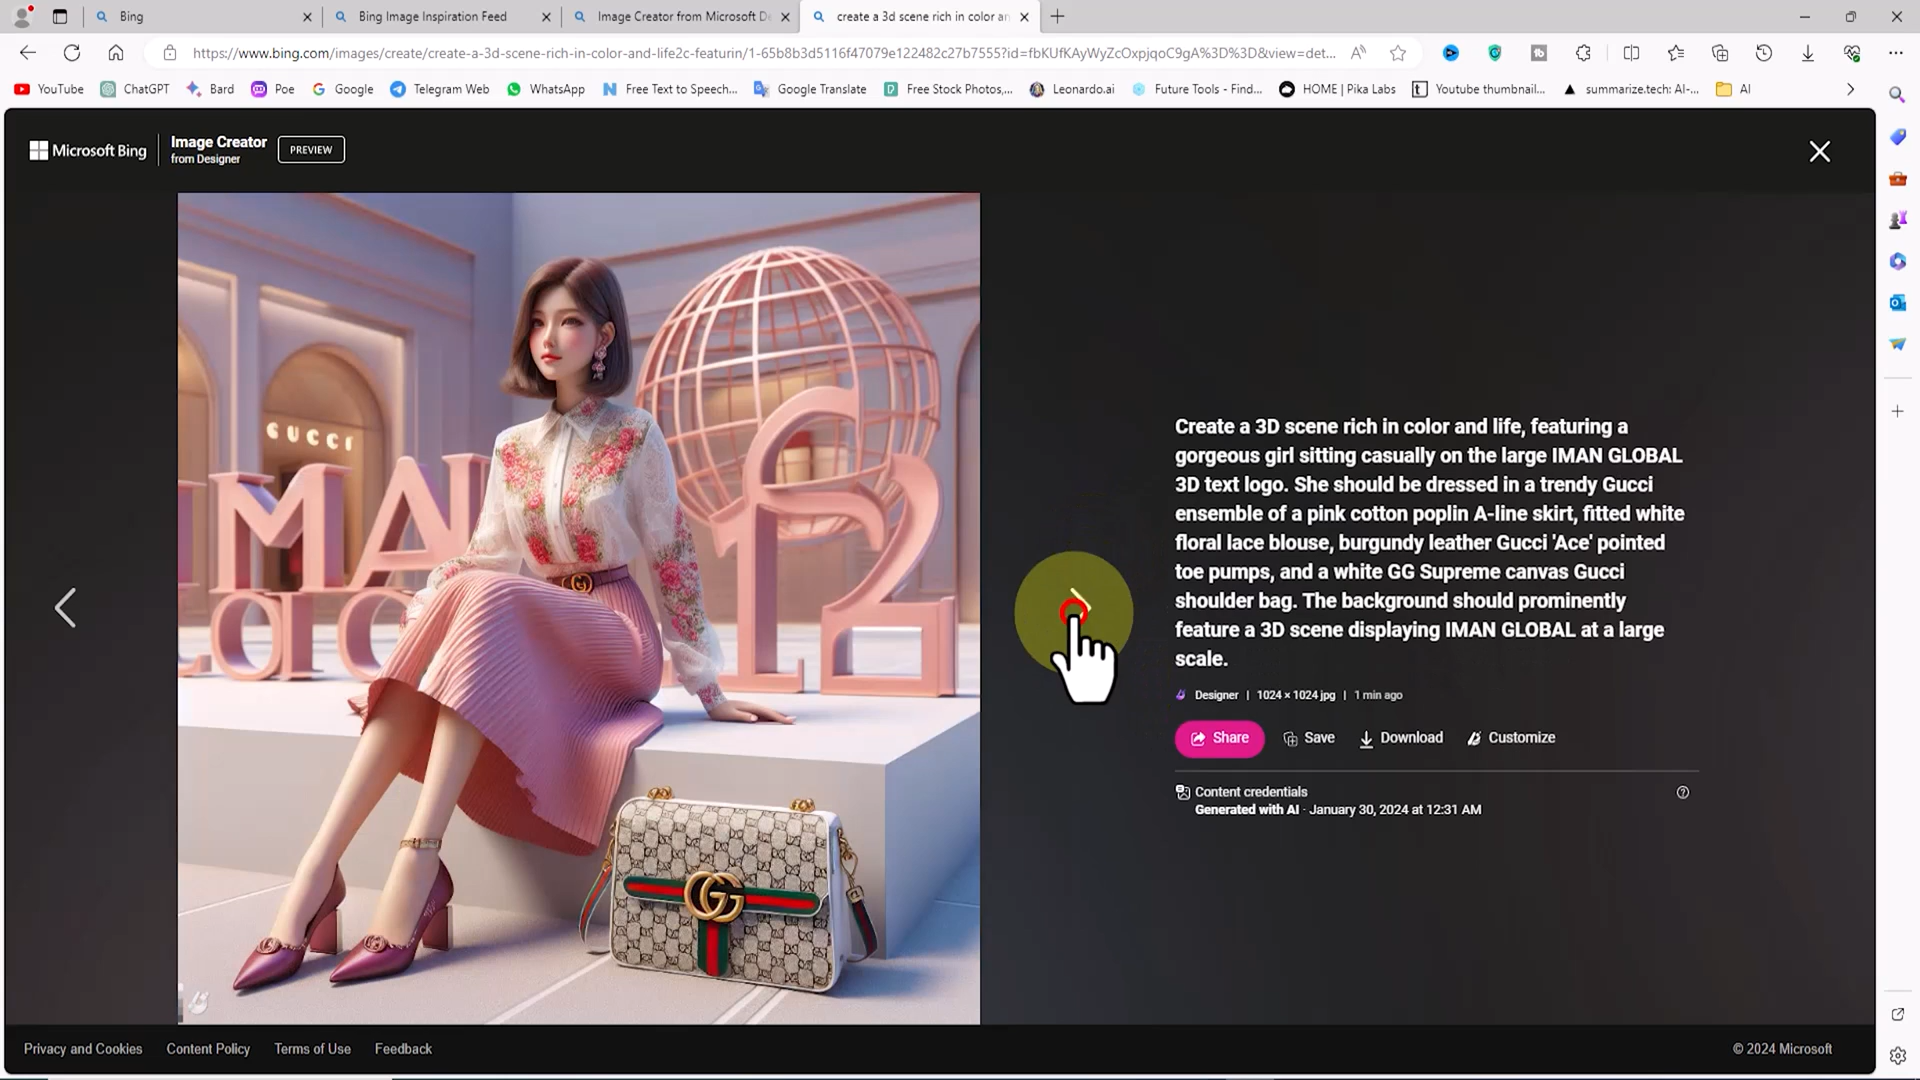 Bing
Bing Image Inspiration Feed
Image Creator from Microsoft De
create a 3d scene rich in color an
https://www.bing.com/images/create/create-a-3d-scene-rich-in-color-and-life2c-featurin/1-65b8b3d5116f47079e122482c27b7555?id=fbKUfKAyWyZcOxpjqoC9gA%3D%3D&view=det...
YouTube
ChatGPT
Bard
Poe
Google
Telegram Web
WhatsApp
Free Text to Speech...
Google Translate
Free Stock Photos,...
Leonardo.ai
Future Tools - Find...
HOME | Pika Labs
Youtube thumbnail...
summarize.tech: AI-...
AI
Microsoft Bing
Image Creator
from Designer
PREVIEW
GUCCI
IMAL
LOIOL
12
GG
Create a 3D scene rich in color and life, featuring a
gorgeous girl sitting casually on the large IMAN GLOBAL
3D text logo. She should be dressed in a trendy Gucci
ensemble of a pink cotton poplin A-line skirt, fitted white
floral lace blouse, burgundy leather Gucci 'Ace' pointed
toe pumps, and a white GG Supreme canvas Gucci
shoulder bag. The background should prominently
feature a 3D scene displaying IMAN GLOBAL at a large
scale.
Designer | 1024 × 1024 jpg | 1 min ago
Share
Save
Download
Customize
Content credentials
Generated with AI · January 30, 2024 at 12:31 AM
Privacy and Cookies
Content Policy
Terms of Use
Feedback
© 2024 Microsoft